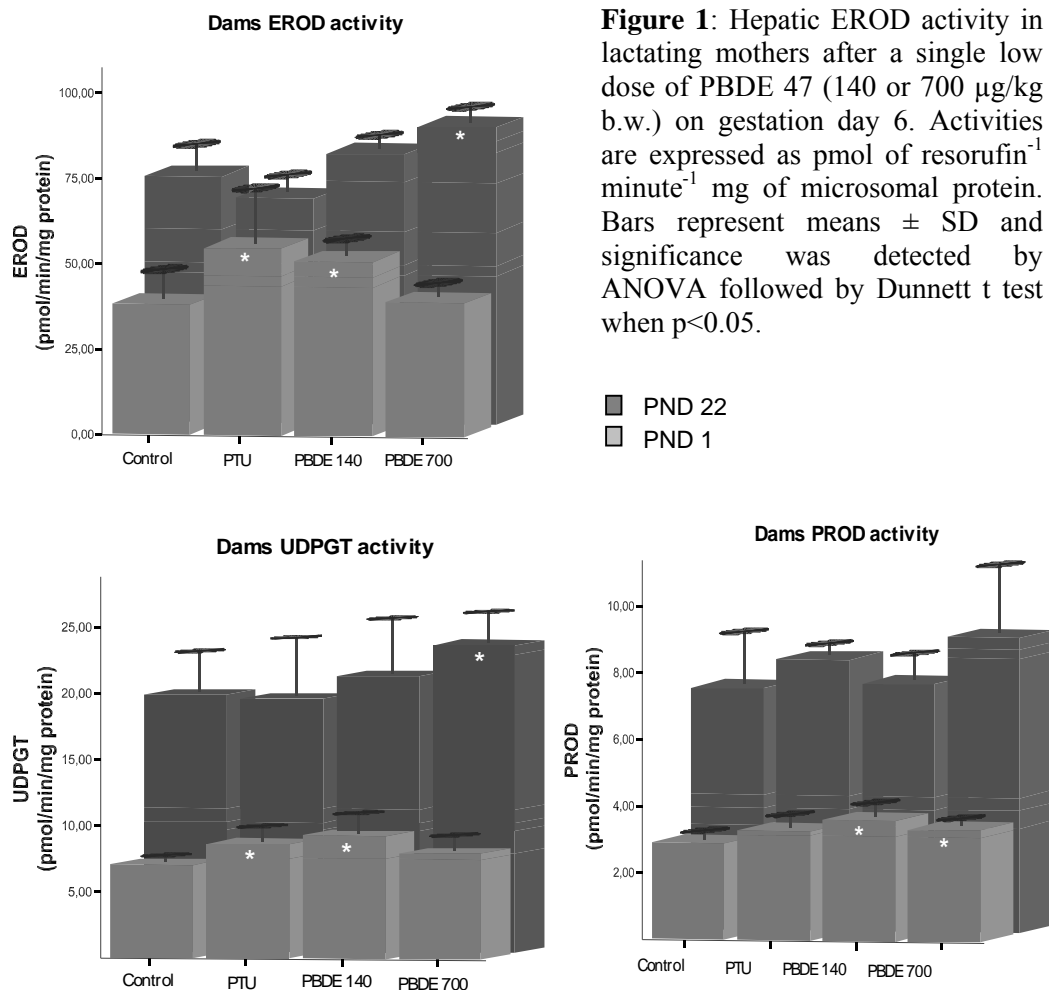 Dams EROD activity
100,00
75,00
50,00
25,00
0,00
EROD
(pmol/min/mg protein)
*
*
*
Control
PTU
PBDE 140
PBDE 700
Figure 1: Hepatic EROD activity in
lactating mothers after a single low
dose of PBDE 47 (140 or 700 µg/kg
b.w.) on gestation day 6. Activities
are expressed as pmol of resorufin⁻¹
minute⁻¹ mg of microsomal protein.
Bars represent means ± SD and
significance was detected by
ANOVA followed by Dunnett t test
when p<0.05.
PND 22
PND 1
Dams UDPGT activity
25,00
20,00
15,00
10,00
5,00
UDPGT
(pmol/min/mg protein)
*
*
*
Control
PTU
PBDE 140
PBDE 700
Dams PROD activity
10,00
8,00
6,00
4,00
2,00
PROD
(pmol/min/mg protein)
*
*
Control
PTU
PBDE 140
PBDE 700